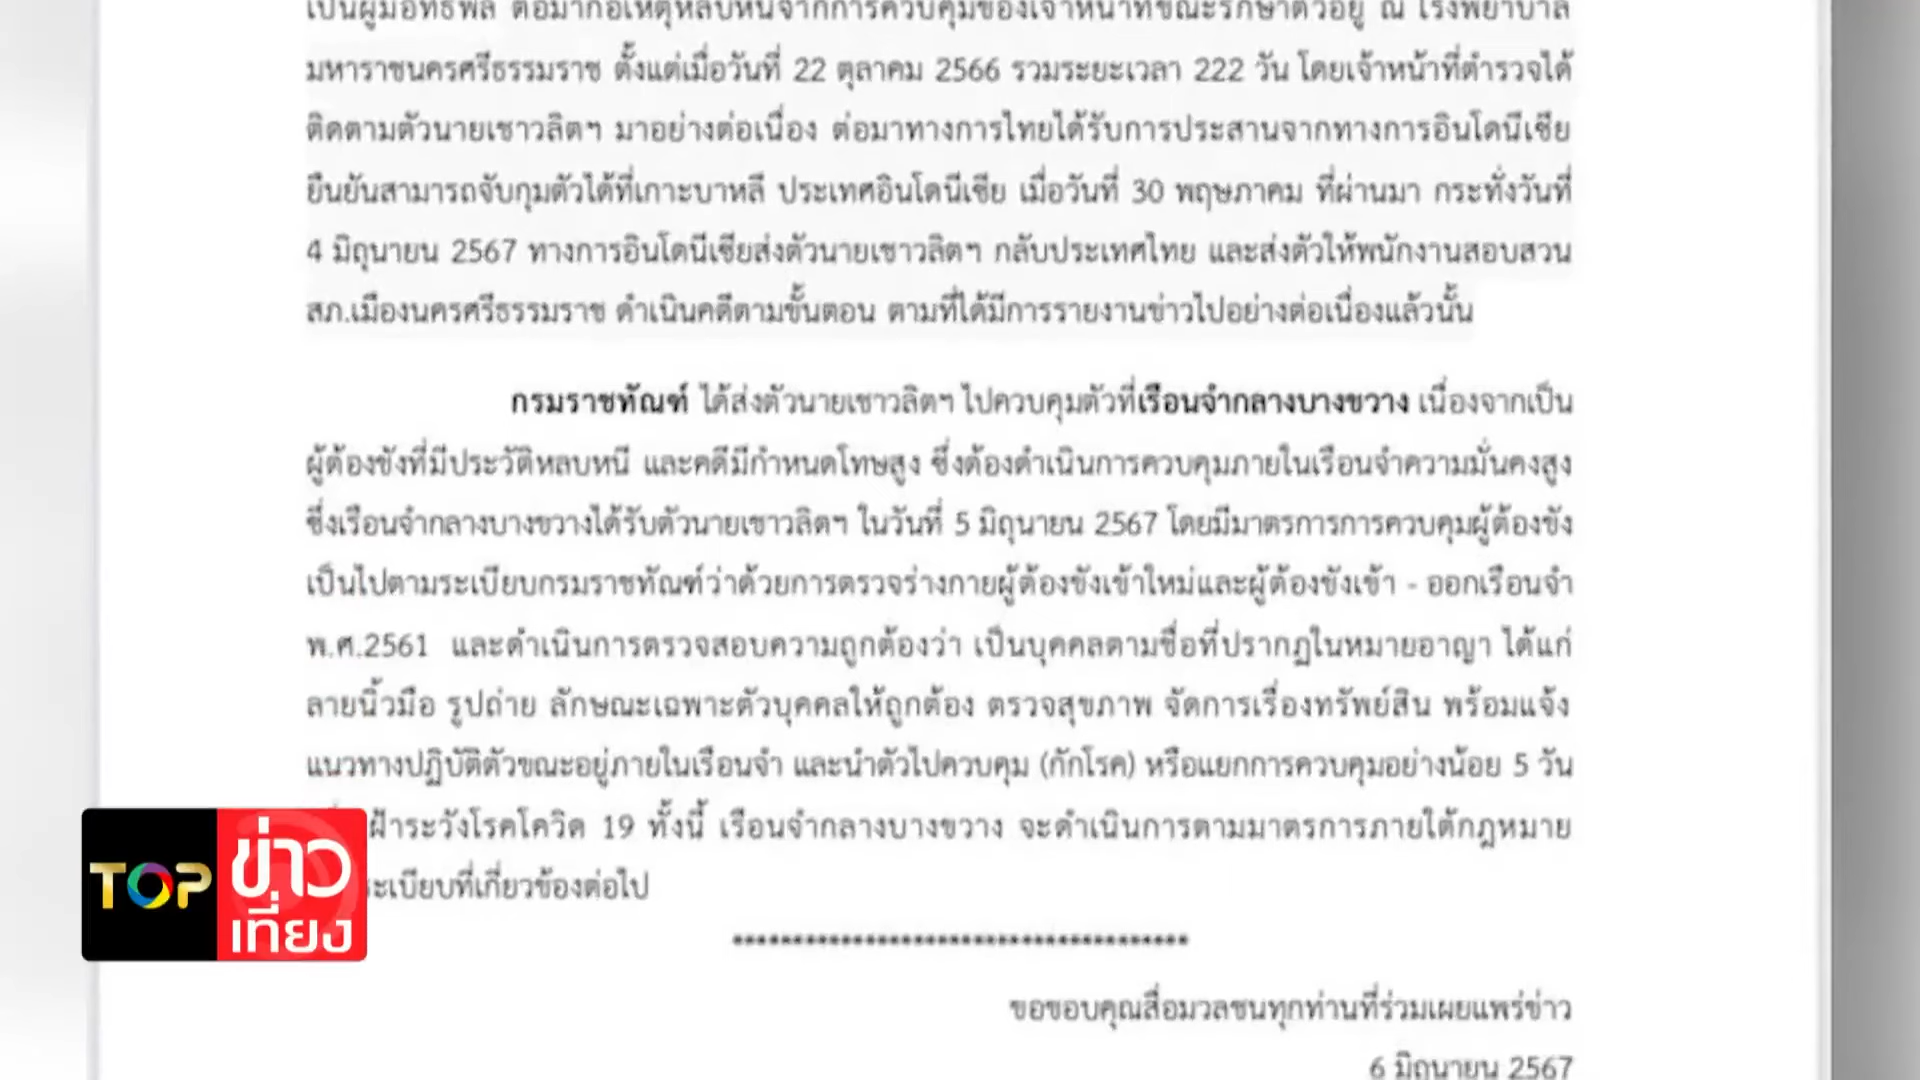 เป็นผู้มีอิทธิพล ต่อมาก่อเหตุหลบหนีจากการควบคุมของเจ้าหน้าที่ขณะรักษาตัวอยู่ ณ โรงพยาบาล
มหาราชนครศรีธรรมราช ตั้งแต่เมื่อวันที่ 22 ตุลาคม 2566 รวมระยะเวลา 222 วัน โดยเจ้าหน้าที่ตำรวจได้
ติดตามตัวนายเชาวลิตฯ มาอย่างต่อเนื่อง ต่อมาทางการไทยได้รับการประสานจากทางการอินโดนีเซีย
ยืนยันสามารถจับกุมตัวได้ที่เกาะบาหลี ประเทศอินโดนีเซีย เมื่อวันที่ 30 พฤษภาคม ที่ผ่านมา กระทั่งวันที่
4 มิถุนายน 2567 ทางการอินโดนีเซียส่งตัวนายเชาวลิตฯ กลับประเทศไทย และส่งตัวให้พนักงานสอบสวน
สภ.เมืองนครศรีธรรมราช ดำเนินคดีตามขั้นตอน ตามที่ได้มีการรายงานข่าวไปอย่างต่อเนื่องแล้วนั้น
กรมราชทัณฑ์ ได้ส่งตัวนายเชาวลิตฯ ไปควบคุมตัวที่เรือนจำกลางบางขวาง เนื่องจากเป็น
ผู้ต้องขังที่มีประวัติหลบหนี และคดีมีกำหนดโทษสูง ซึ่งต้องดำเนินการควบคุมภายในเรือนจำความมั่นคงสูง
ซึ่งเรือนจำกลางบางขวางได้รับตัวนายเชาวลิตฯ ในวันที่ 5 มิถุนายน 2567 โดยมีมาตรการการควบคุมผู้ต้องขัง
เป็นไปตามระเบียบกรมราชทัณฑ์ว่าด้วยการตรวจร่างกายผู้ต้องขังเข้าใหม่และผู้ต้องขังเข้า - ออกเรือนจำ
พ.ศ.2561 และดำเนินการตรวจสอบความถูกต้องว่า เป็นบุคคลตามชื่อที่ปรากฏในหมายอาญา ได้แก่
ลายนิ้วมือ รูปถ่าย ลักษณะเฉพาะตัวบุคคลให้ถูกต้อง ตรวจสุขภาพ จัดการเรื่องทรัพย์สิน พร้อมแจ้ง
แนวทางปฏิบัติตัวขณะอยู่ภายในเรือนจำ และนำตัวไปควบคุม (กักโรค) หรือแยกการควบคุมอย่างน้อย 5 วัน
ฝ้าระวังโรคโควิด 19 ทั้งนี้ เรือนจำกลางบางขวาง จะดำเนินการตามมาตรการภายใต้กฎหมาย
ะเบียบที่เกี่ยวข้องต่อไป
TOP ข่าว
เที่ยง
**************************************
ขอขอบคุณสื่อมวลชนทุกท่านที่ร่วมเผยแพร่ข่าว
6 มิถุนายน 2567